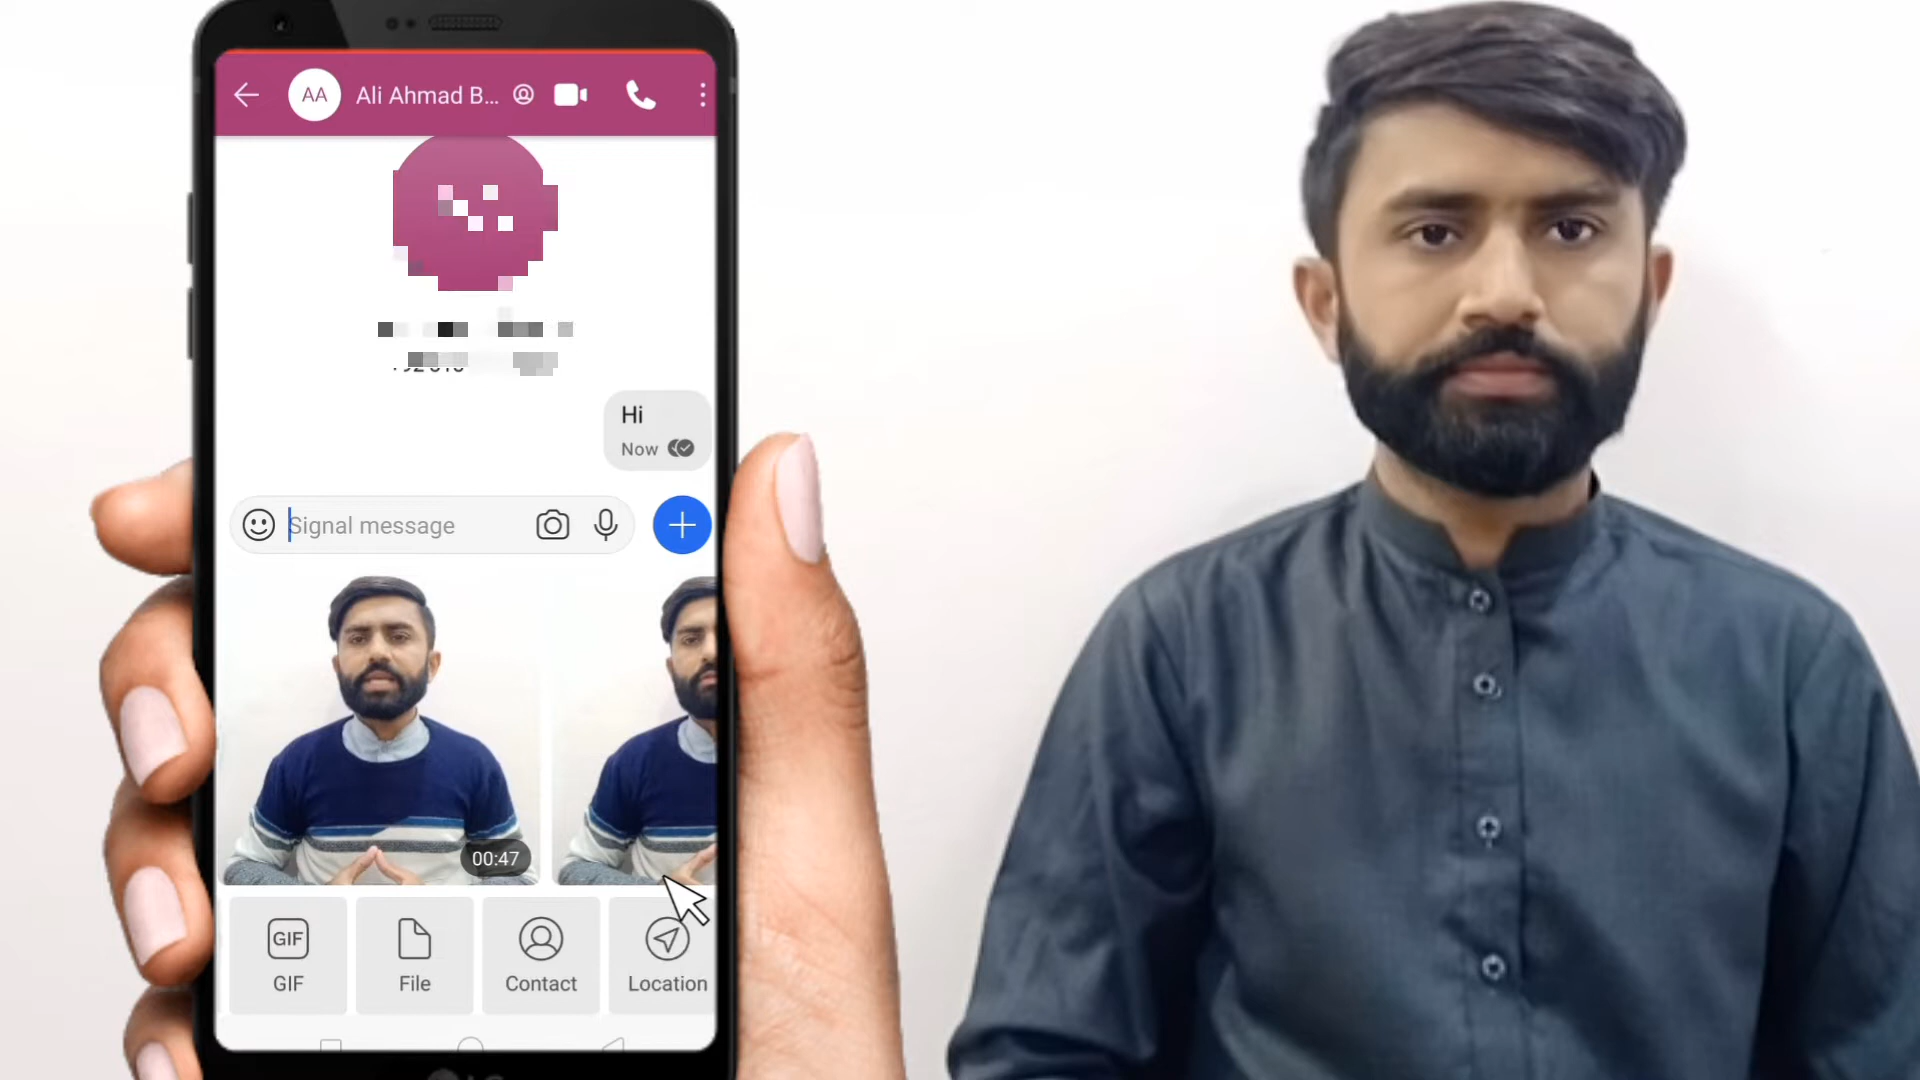 AA Ali Ahmad B...
Hi
Now
Signal message
00:47
GIF
GIF
File
Contact
Location